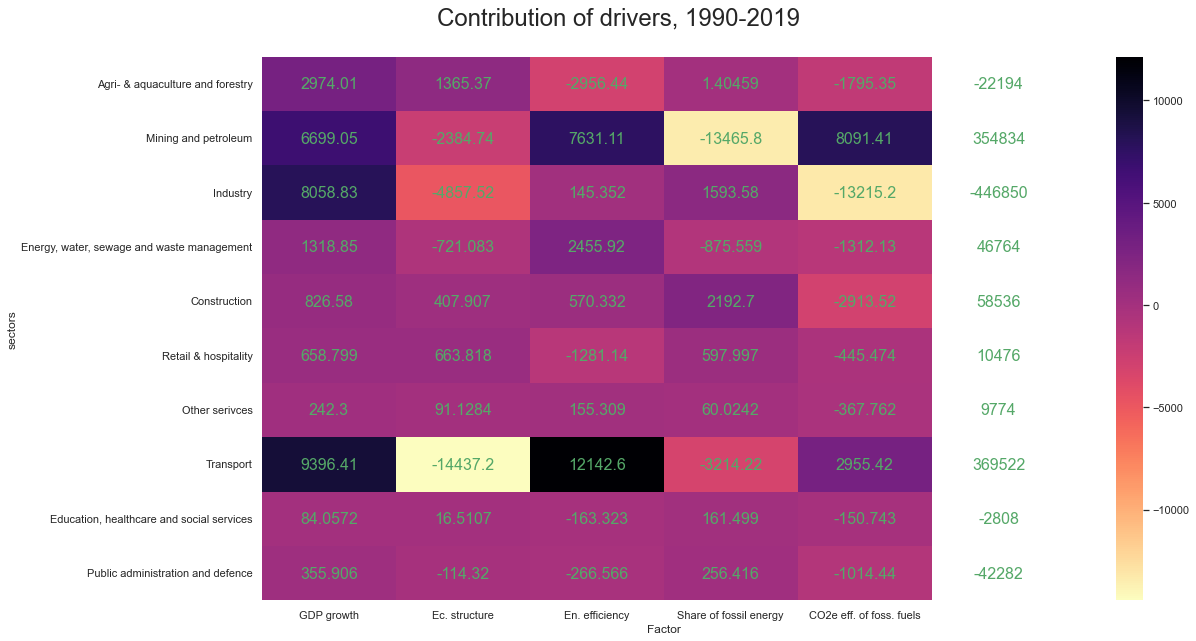 Contribution of drivers, 1990-2019
Agri- & aquaculture and forestry 2974.01 1365.37 -2956.44 1.40459 -1795.35 -22194
Mining and petroleum 6699.05 -2384.74 7631.11 -13465.8 8091.41 354834
Industry 8058.83 -4857.52 145.352 1593.58 -13215.2 -446850
Energy, water, sewage and waste management 1318.85 -721.083 2455.92 -875.559 -1312.13 46764
Construction 826.58 407.907 570.332 2192.7 -2913.52 58536
Retail & hospitality 658.799 663.818 -1281.14 597.997 -445.474 10476
Other serivces 242.3 91.1284 155.309 60.0242 -367.762 9774
Transport 9396.41 -14437.2 12142.6 -3214.22 2955.42 369522
Education, healthcare and social services 84.0572 16.5107 -163.323 161.499 -150.743 -2808
Public administration and defence 355.906 -114.32 -266.566 256.416 -1014.44 -42282
GDP growth Ec. structure En. efficiency Share of fossil energy CO2e eff. of foss. fuels
Factor
sectors
10000
5000
0
-5000
-10000